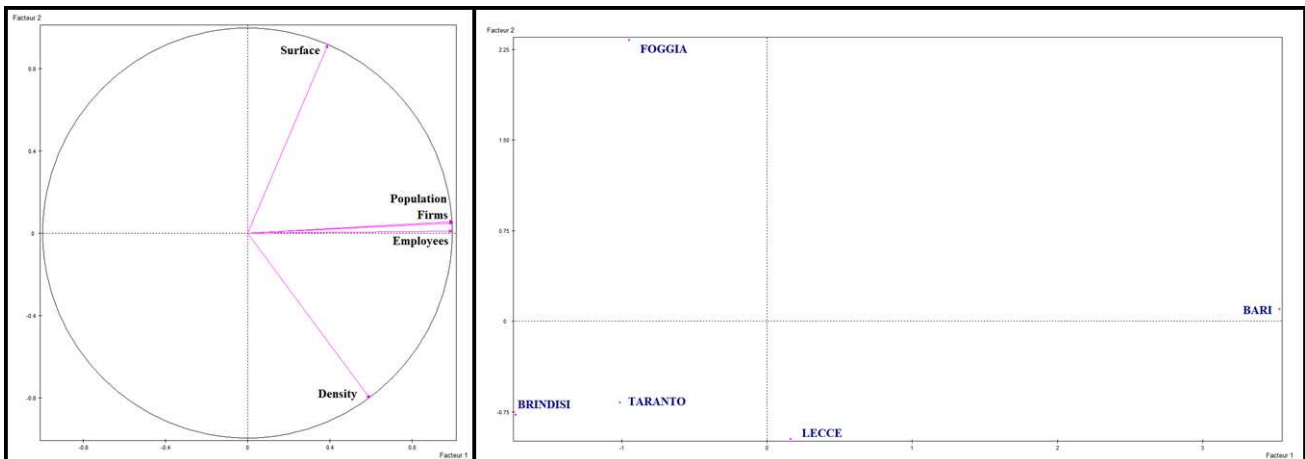 Facteur 2
Surface
0.8
0.4
Population
Firms
0
Employees
-0.4
Density
-0.8
-0.8
-0.4
0
0.4
0.8
Facteur 1
Facteur 2
2.25
FOGGIA
1.50
0.75
BARI
0
BRINDISI
TARANTO
-0.75
LECCE
-1
0
1
2
3
Facteur 1